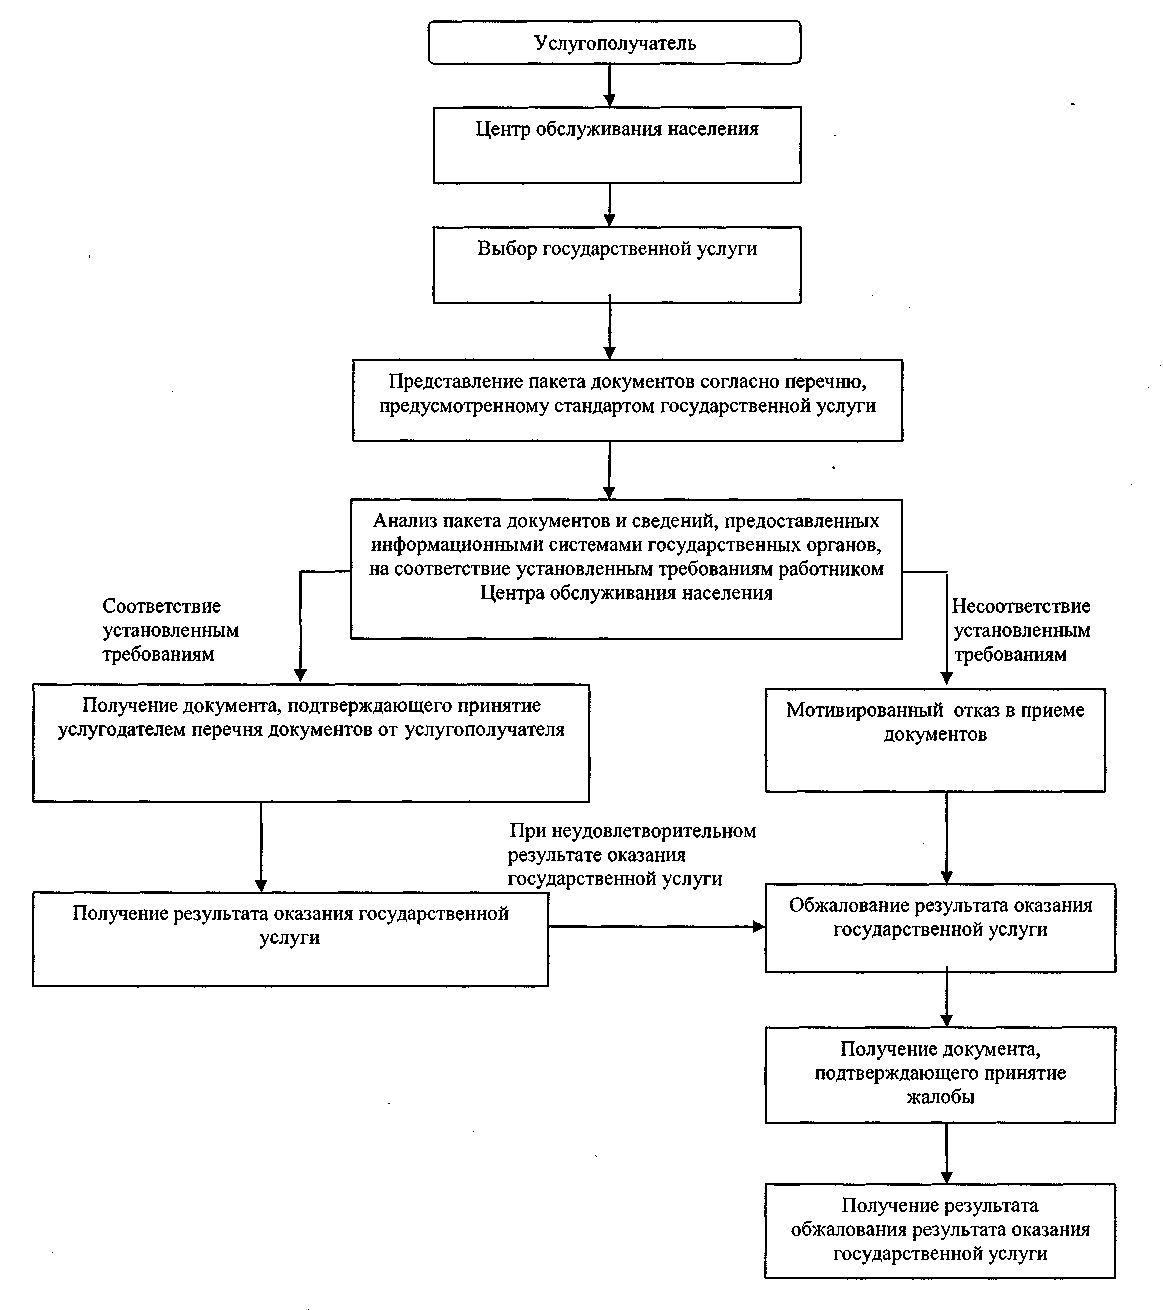 Услугополучатель
Центр обслуживания населения
Выбор государственной услуги
Представление пакета документов согласно перечню,
предусмотренному стандартом государственной услуги
Анализ пакета документов и сведений, предоставленных
информационными системами государственных органов,
на соответствие установленным требованиям работником
Центра обслуживания населения
Соответствие
установленным
требованиям
Несоответствие
установленным
требованиям
Получение документа, подтверждающего принятие
услугодателем перечня документов от услугополучателя
Мотивированный отказ в приеме
документов
При неудовлетворительном
результате оказания
государственной услуги
Получение результата оказания государственной
услуги
Обжалование результата оказания
государственной услуги
Получение документа,
подтверждающего принятие
жалобы
Получение результата
обжалования результата оказания
государственной услуги